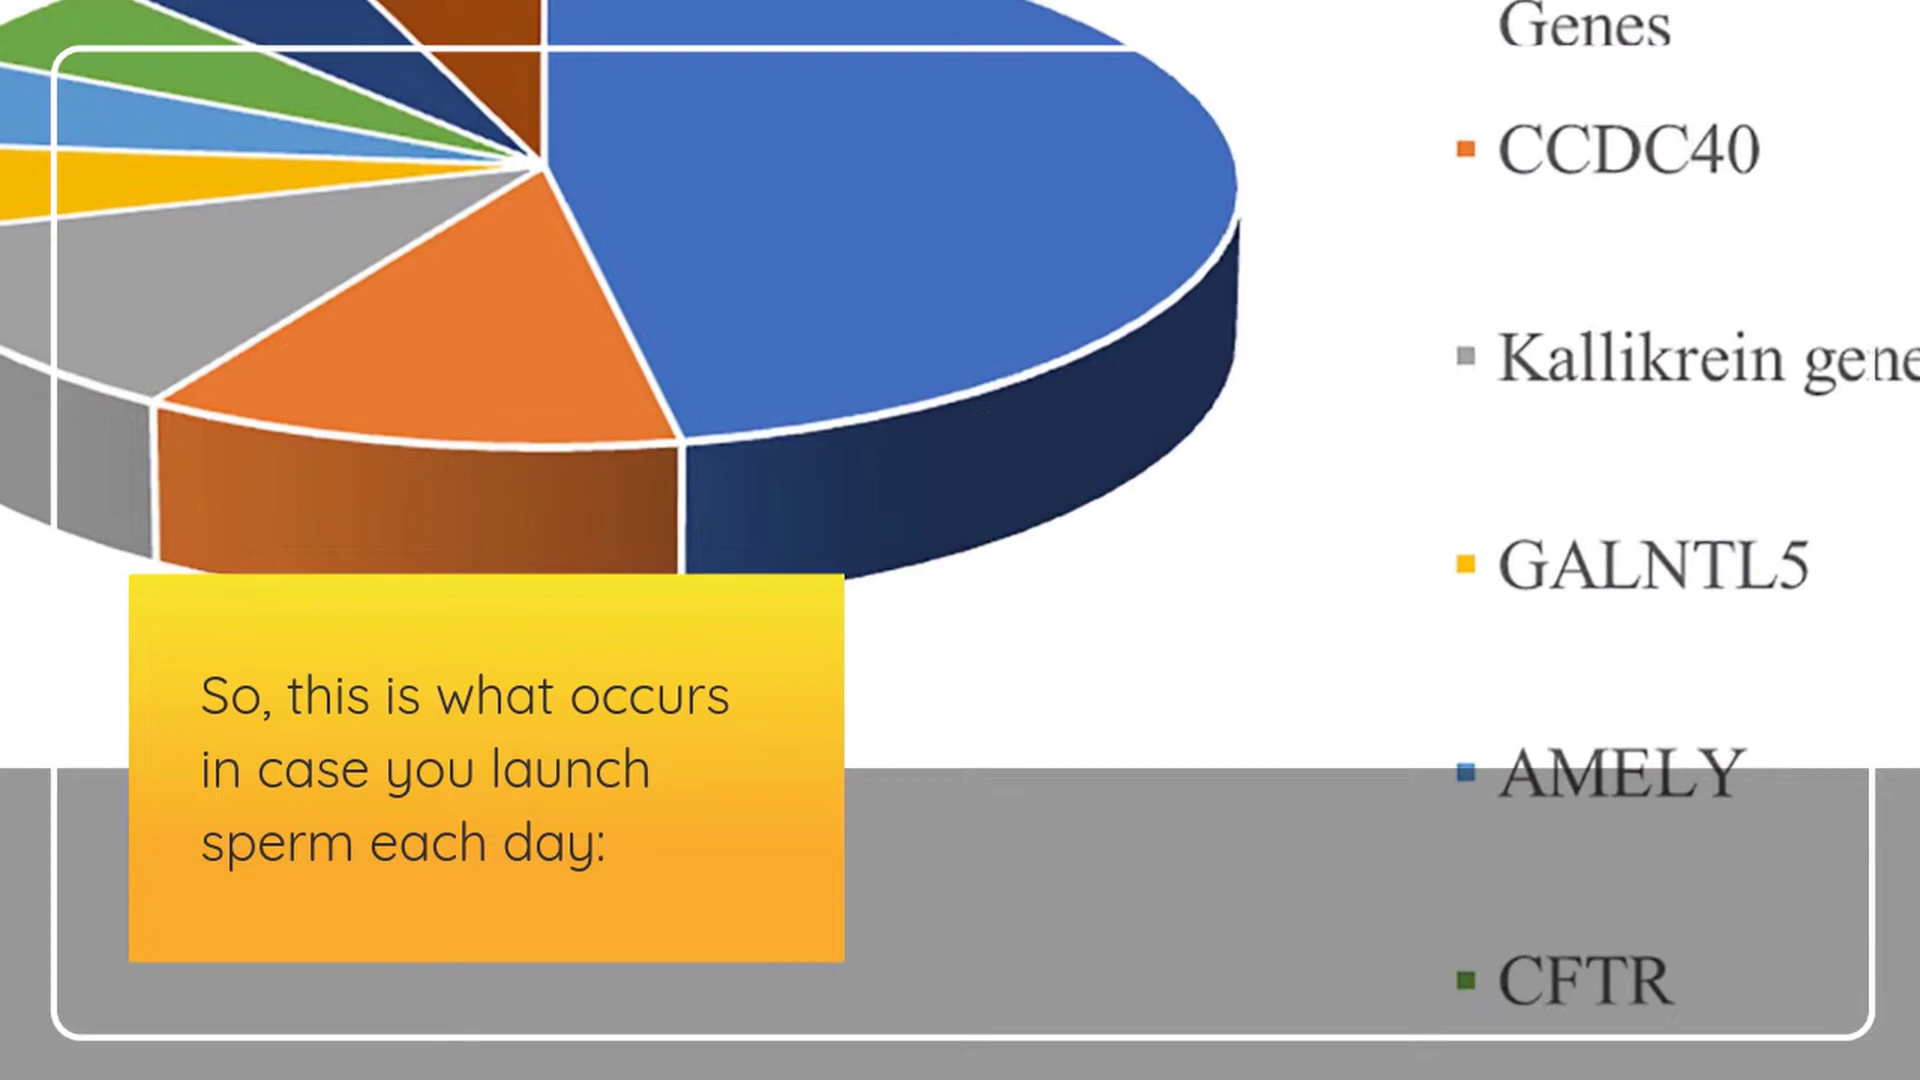 Genes
CCDC40
Kallikrein gene
GALNTL5
AMELY
CFTR
So, this is what occurs
in case you launch
sperm each day: